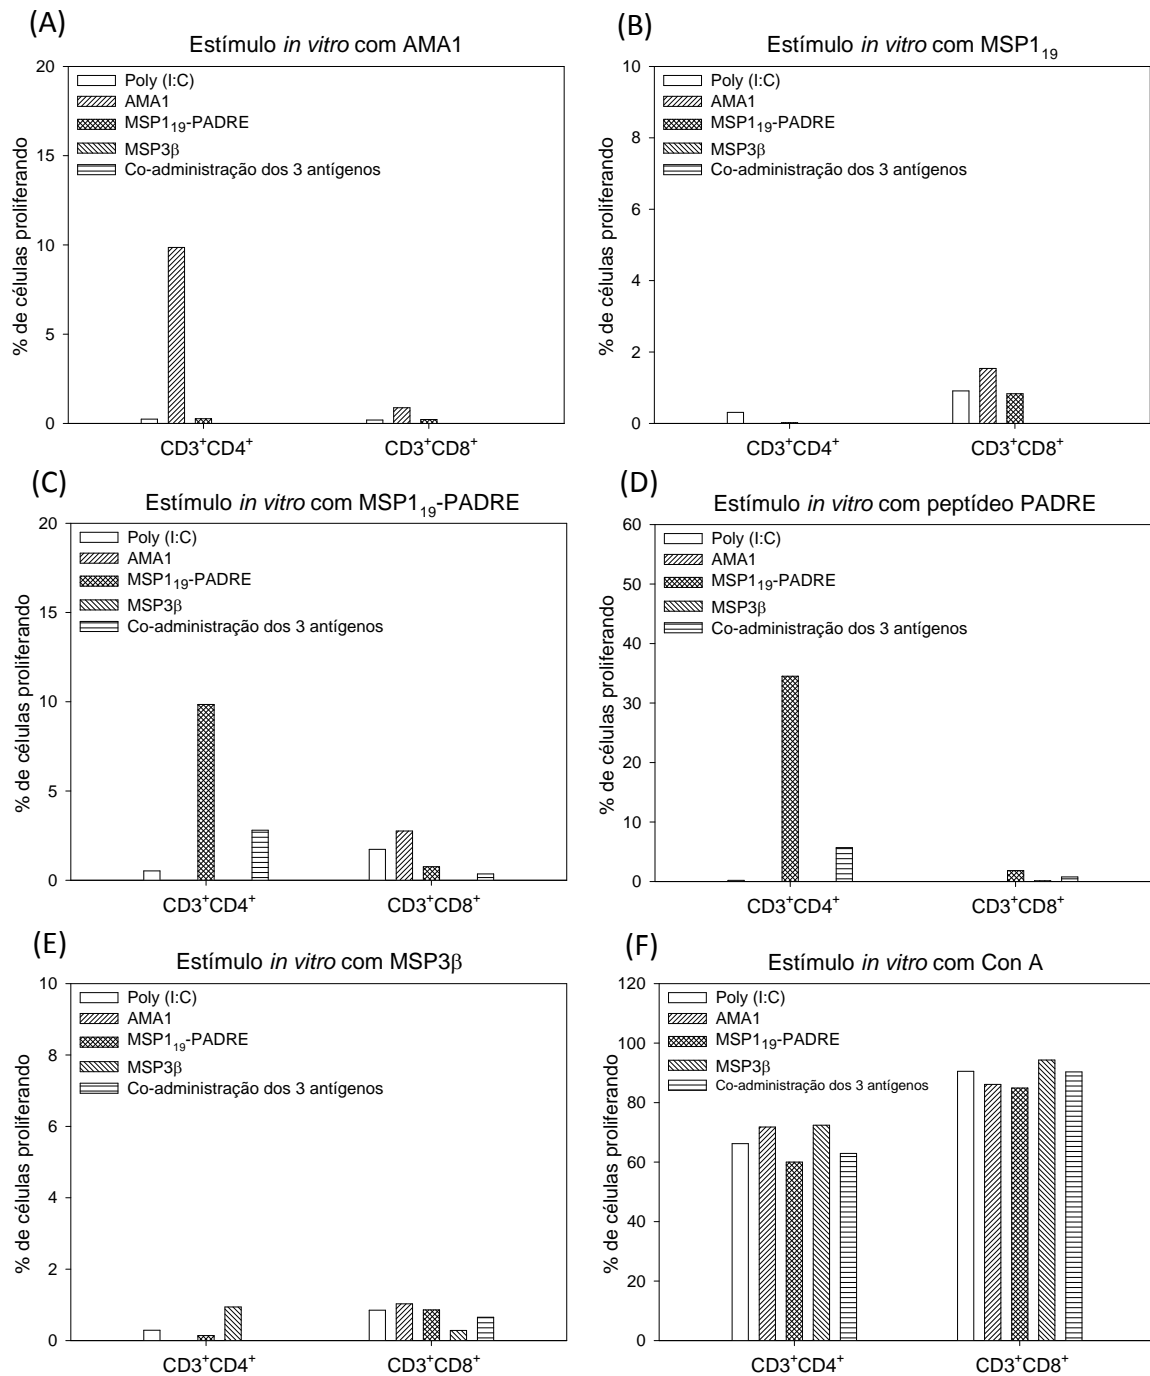 (A)
Estímulo in vitro com AMA1
% de células proliferando
20
15
10
5
0
Poly (I:C)
AMA1
MSP1₁₉-PADRE
MSP3β
Co-administração dos 3 antígenos
CD3⁺CD4⁺
CD3⁺CD8⁺
(B)
Estímulo in vitro com MSP1₁₉
% de células proliferando
10
8
6
4
2
0
Poly (I:C)
AMA1
MSP1₁₉-PADRE
MSP3β
Co-administração dos 3 antígenos
CD3⁺CD4⁺
CD3⁺CD8⁺
(C)
Estímulo in vitro com MSP1₁₉-PADRE
% de células proliferando
20
15
10
5
0
Poly (I:C)
AMA1
MSP1₁₉-PADRE
MSP3β
Co-administração dos 3 antígenos
CD3⁺CD4⁺
CD3⁺CD8⁺
(D)
Estímulo in vitro com peptídeo PADRE
% de células proliferando
60
50
40
30
20
10
0
Poly (I:C)
AMA1
MSP1₁₉-PADRE
MSP3β
Co-administração dos 3 antígenos
CD3⁺CD4⁺
CD3⁺CD8⁺
(E)
Estímulo in vitro com MSP3β
% de células proliferando
10
8
6
4
2
0
Poly (I:C)
AMA1
MSP1₁₉-PADRE
MSP3β
Co-administração dos 3 antígenos
CD3⁺CD4⁺
CD3⁺CD8⁺
(F)
Estímulo in vitro com Con A
% de células proliferando
120
100
80
60
40
20
0
Poly (I:C)
AMA1
MSP1₁₉-PADRE
MSP3β
Co-administração dos 3 antígenos
CD3⁺CD4⁺
CD3⁺CD8⁺